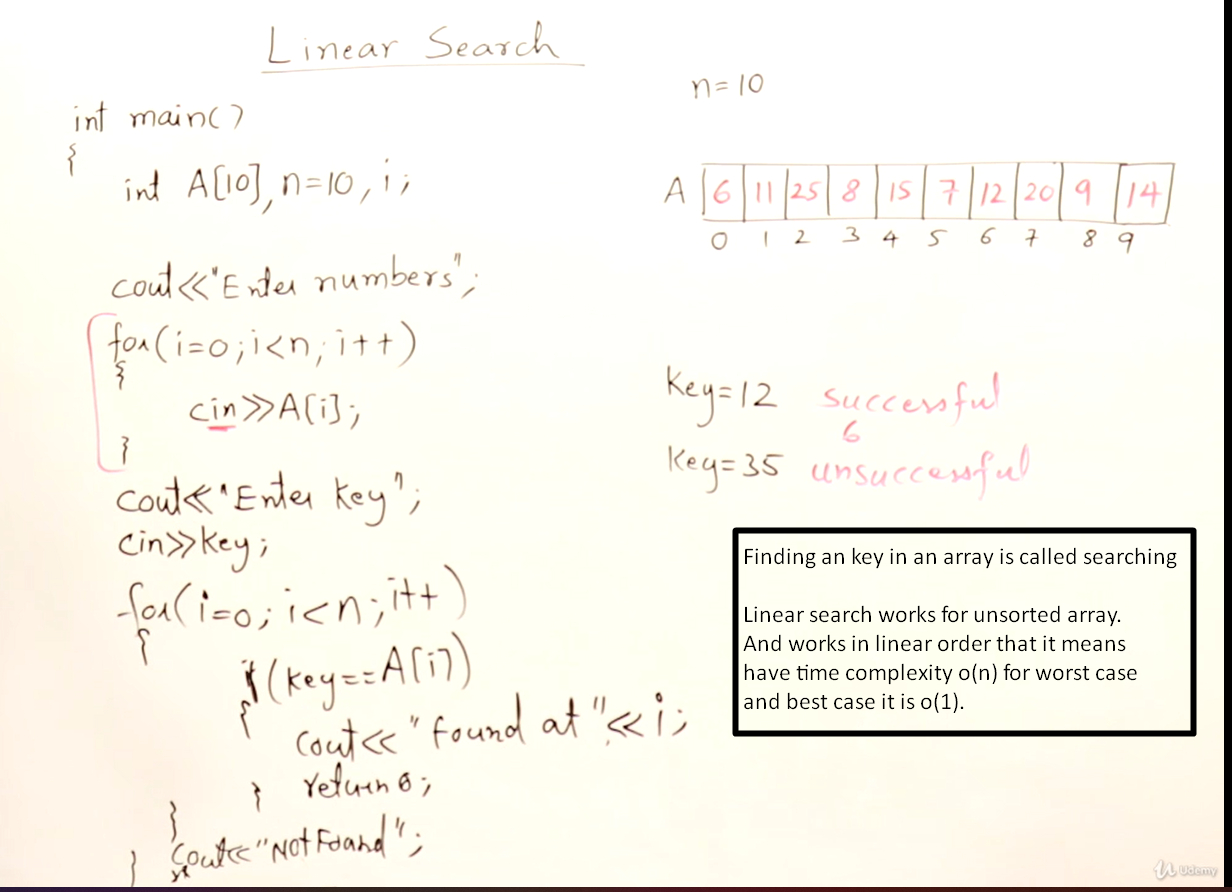 Linear Search
int main()
{
int A[10], n=10, i;
cout<<"Enter numbers";
for(i=0;i<n;i++)
{
cin>>A[i];
}
cout<<"Enter key";
cin>>key;
for(i=0;i<n;i++)
{
if(key==A[i])
{
cout<<"found at "<<i;
return 0;
}
}
cout<<"Not Found";
}
n=10
A 6 11 25 8 15 7 12 20 9 14
0 1 2 3 4 5 6 7 8 9
Key=12 successful
6
Key=35 unsuccessful
Finding an key in an array is called searching
Linear search works for unsorted array.
And works in linear order that it means
have time complexity o(n) for worst case
and best case it is o(1).
Udemy